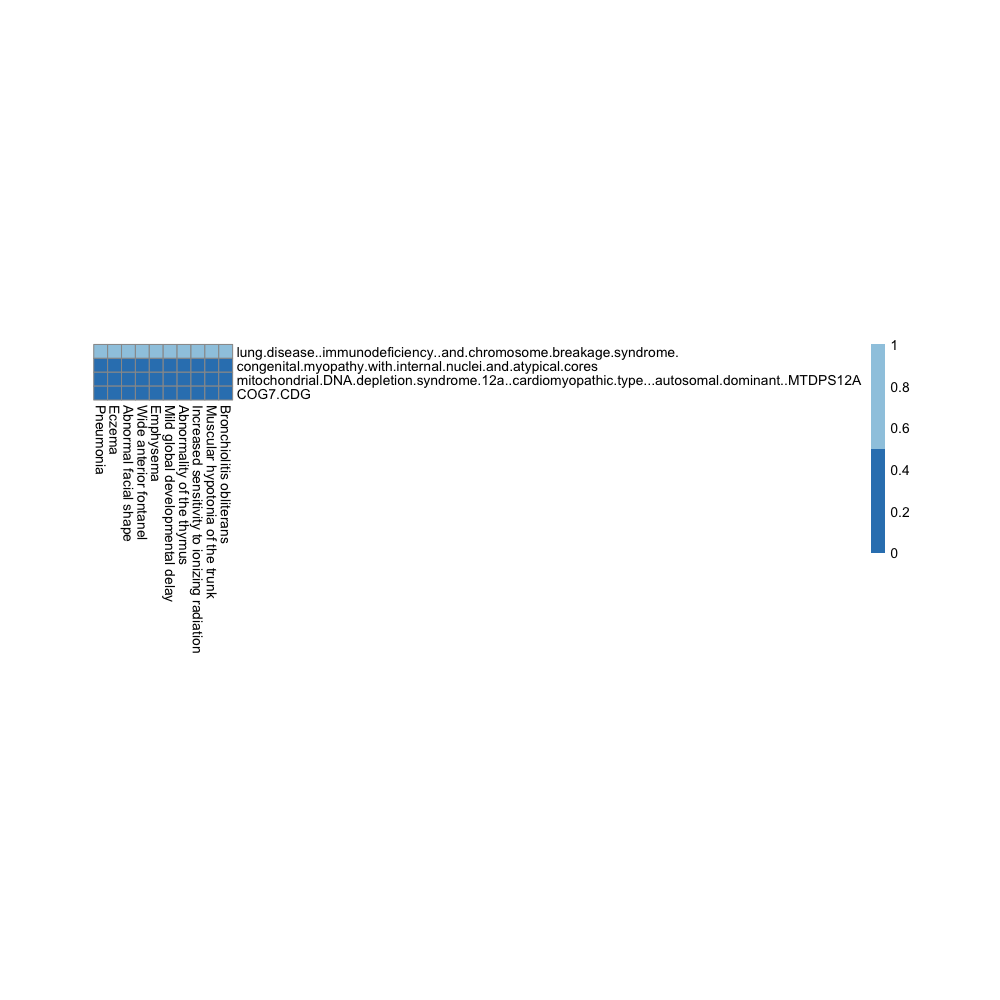 lung.disease..immunodeficiency..and.chromosome.breakage.syndrome.
congenital.myopathy.with.internal.nuclei.and.atypical.cores
mitochondrial.DNA.depletion.syndrome.12a..cardiomyopathic.type...autosomal.dominant..MTDPS12A
COG7.CDG
Pneumonia
Eczema
Abnormal facial shape
Wide anterior fontanel
Emphysema
Mild global developmental delay
Abnormality of the thymus
Increased sensitivity to ionizing radiation
Muscular hypotonia of the trunk
Bronchiolitis obliterans
1
0.8
0.6
0.4
0.2
0